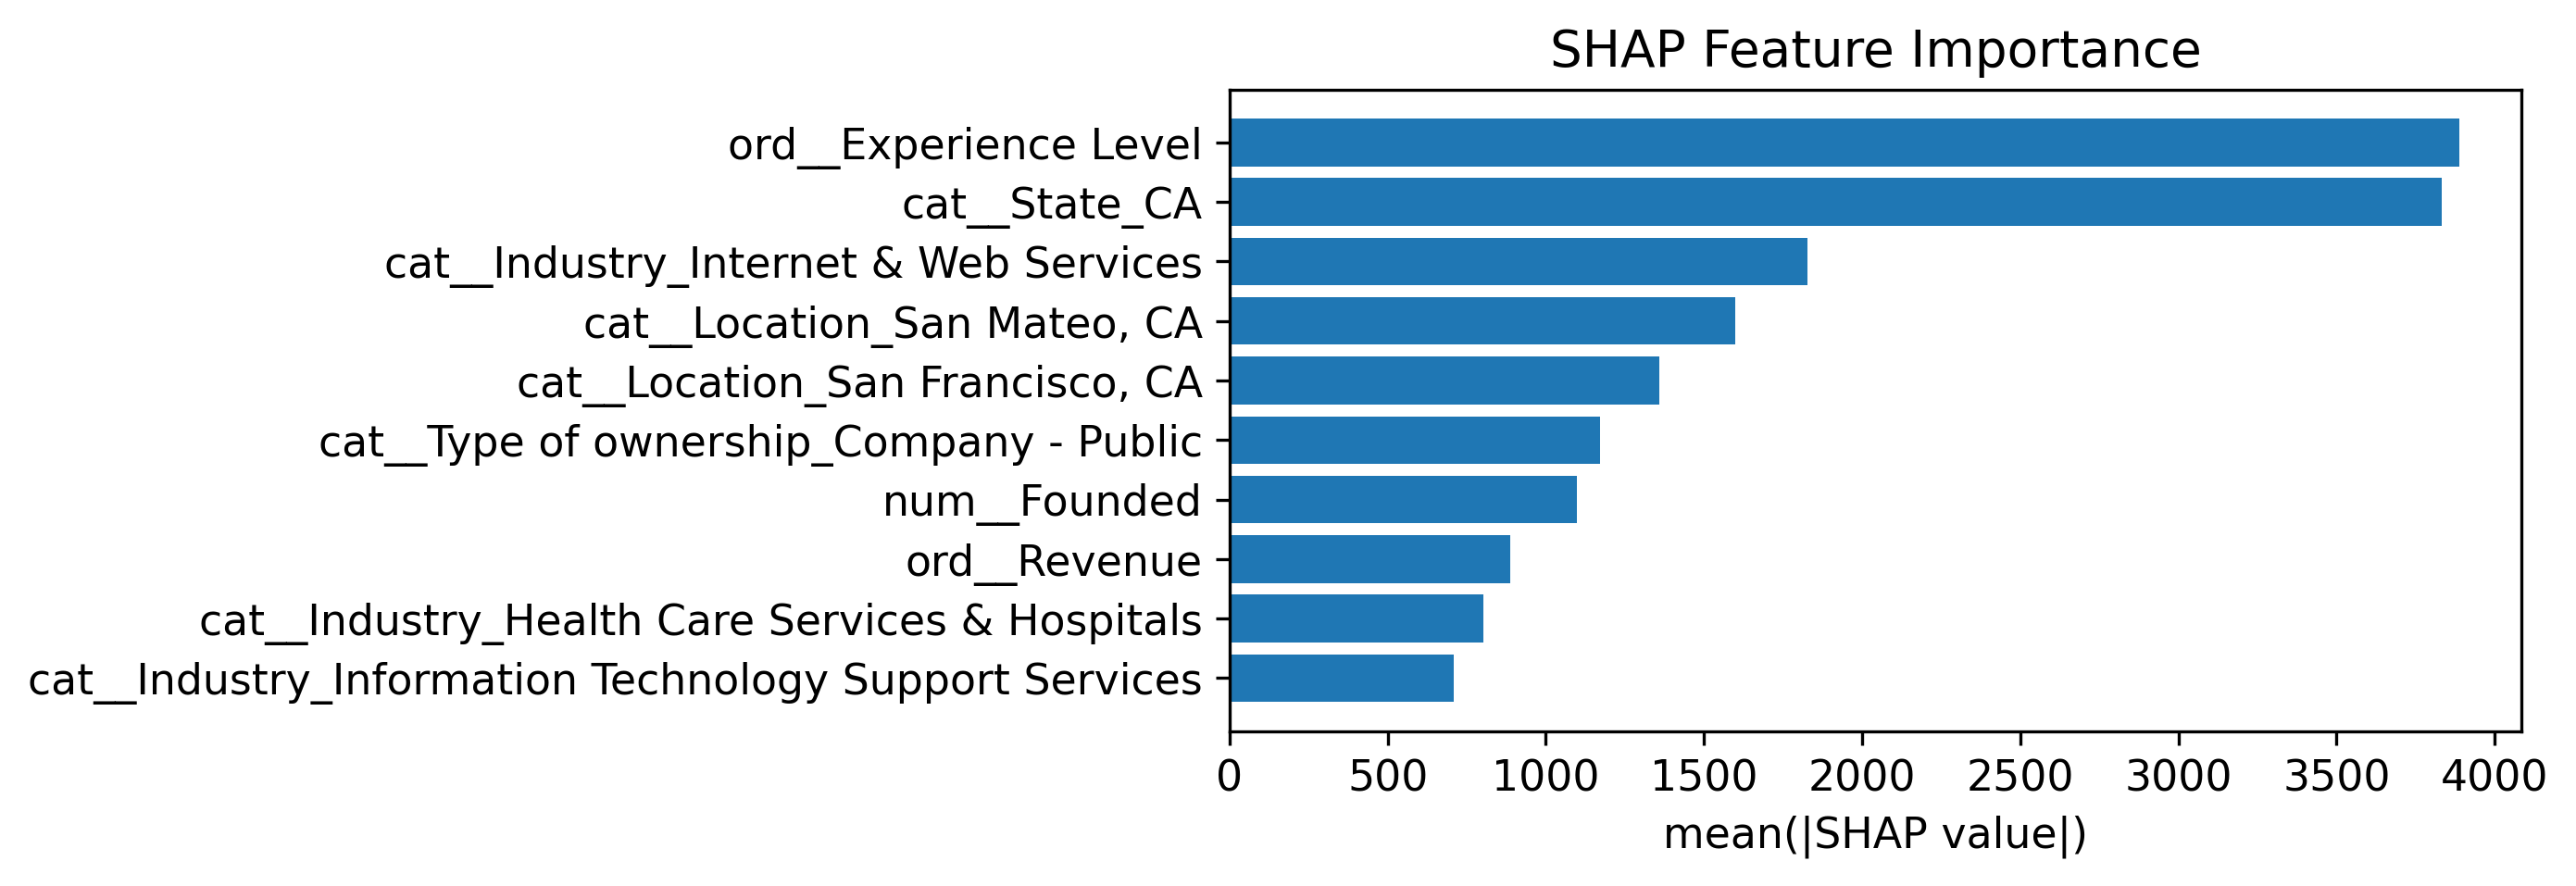 SHAP Feature Importance
ord__Experience Level
cat__State_CA
cat__Industry_Internet & Web Services
cat__Location_San Mateo, CA
cat__Location_San Francisco, CA
cat__Type of ownership_Company - Public
num__Founded
ord__Revenue
cat__Industry_Health Care Services & Hospitals
cat__Industry_Information Technology Support Services
0 500 1000 1500 2000 2500 3000 3500 4000
mean(|SHAP value|)